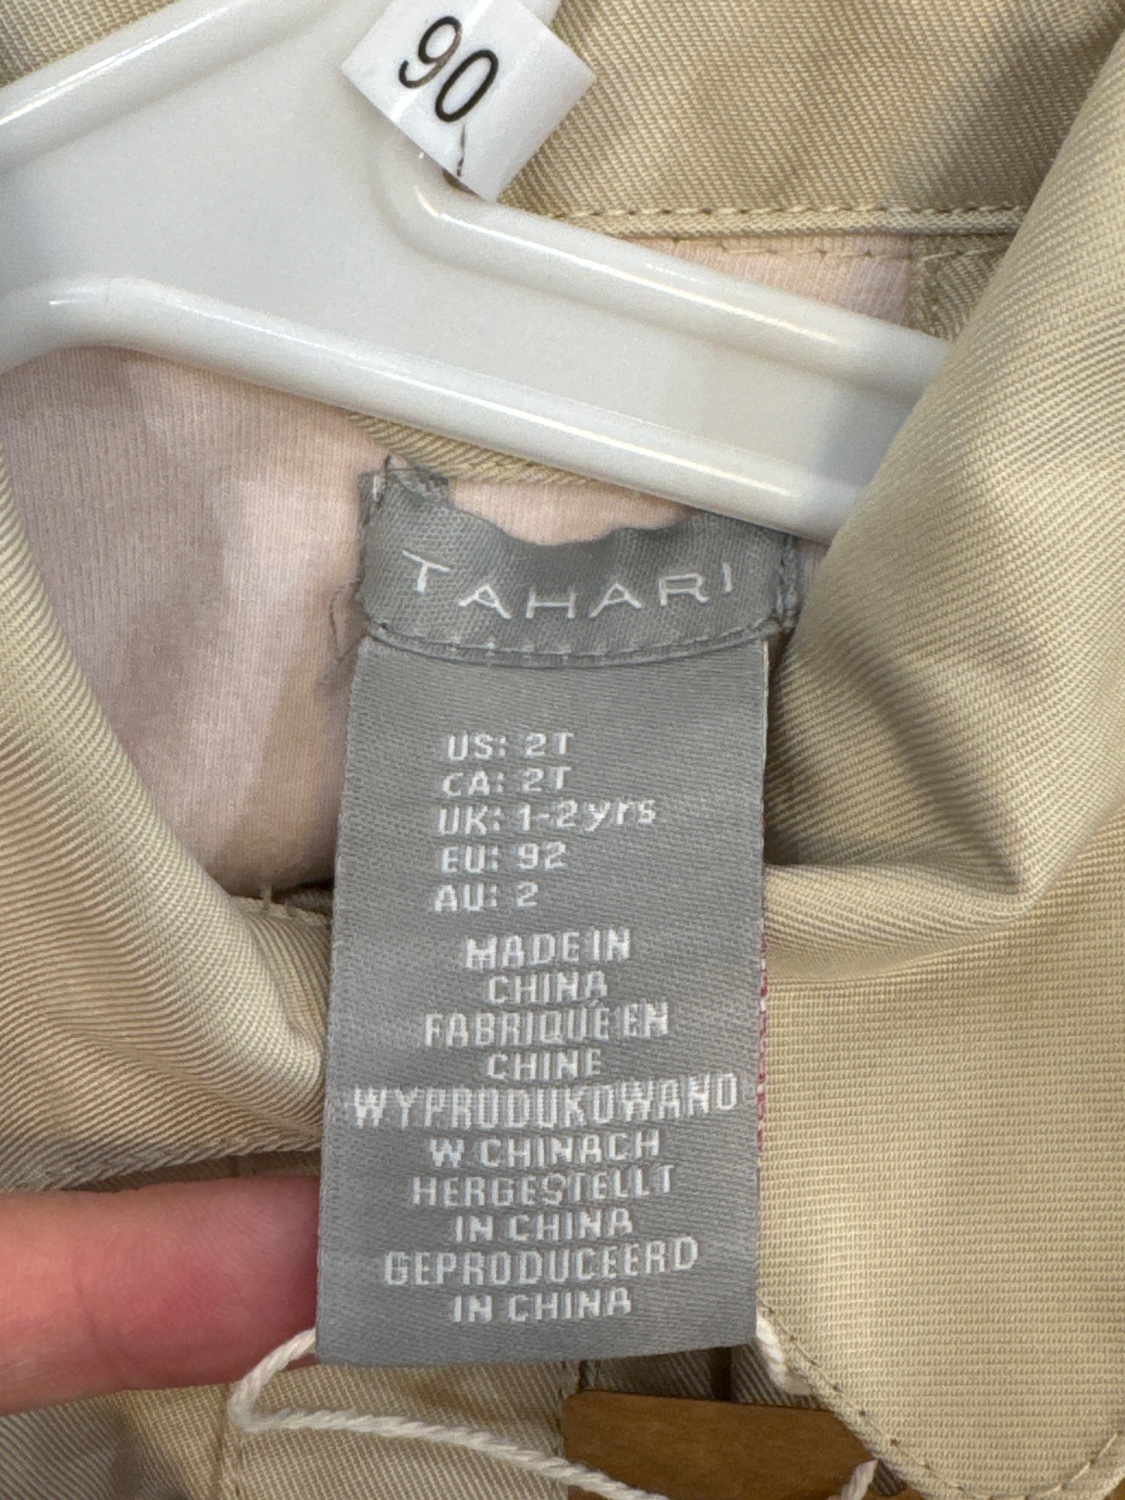 90
TAHARI
US: 2T
CA: 2T
UK: 1-2yrs
EU: 92
AU: 2
MADE IN
CHINA
FABRIQUÉ EN
CHINE
WYPRODUKOWANO
W CHINACH
HERGESTELLT
IN CHINA
GEPRODUCEERD
IN CHINA